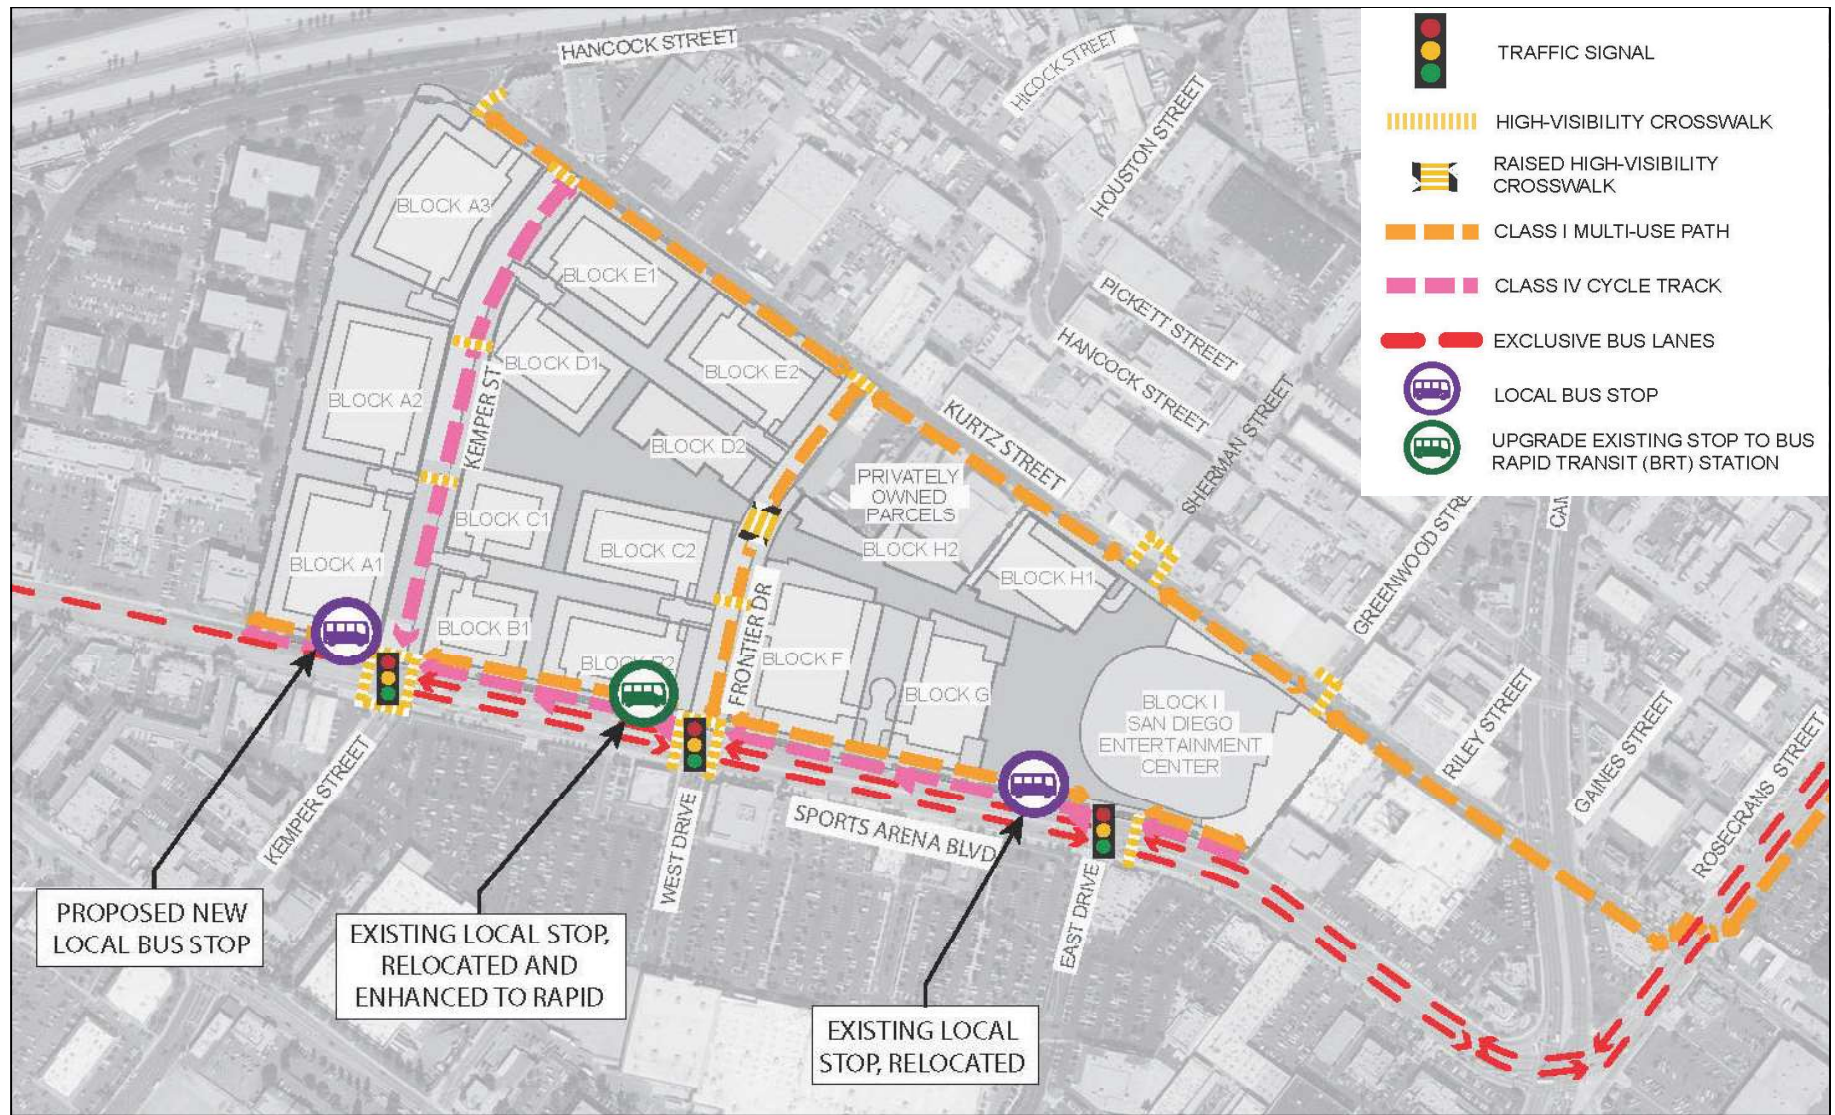 HANCOCK STREET
HICOCK STREET
HOUSTON STREET
TRAFFIC SIGNAL
HIGH-VISIBILITY CROSSWALK
RAISED HIGH-VISIBILITY
CROSSWALK
CLASS I MULTI-USE PATH
CLASS IV CYCLE TRACK
EXCLUSIVE BUS LANES
LOCAL BUS STOP
UPGRADE EXISTING STOP TO BUS
RAPID TRANSIT (BRT) STATION
BLOCK A3
BLOCK E1
PICKETT STREET
HANCOCK STREET
BLOCK D1
BLOCK E2
BLOCK A2
KEMPER ST
KURTZ STREET
SHERMAN STREET
BLOCK D2
PRIVATELY
OWNED
PARCELS
GREENWOOD STREET
BLOCK C1
BLOCK C2
BLOCK H2
BLOCK A1
BLOCK H1
BLOCK B1
FRONTIER DR
BLOCK B2
BLOCK F
BLOCK G
BLOCK I
SAN DIEGO
ENTERTAINMENT
CENTER
RILEY STREET
GAINES STREET
ROSECRANS STREET
KEMPER STREET
WEST DRIVE
SPORTS ARENA BLVD
EAST DRIVE
PROPOSED NEW
LOCAL BUS STOP
EXISTING LOCAL STOP,
RELOCATED AND
ENHANCED TO RAPID
EXISTING LOCAL
STOP, RELOCATED